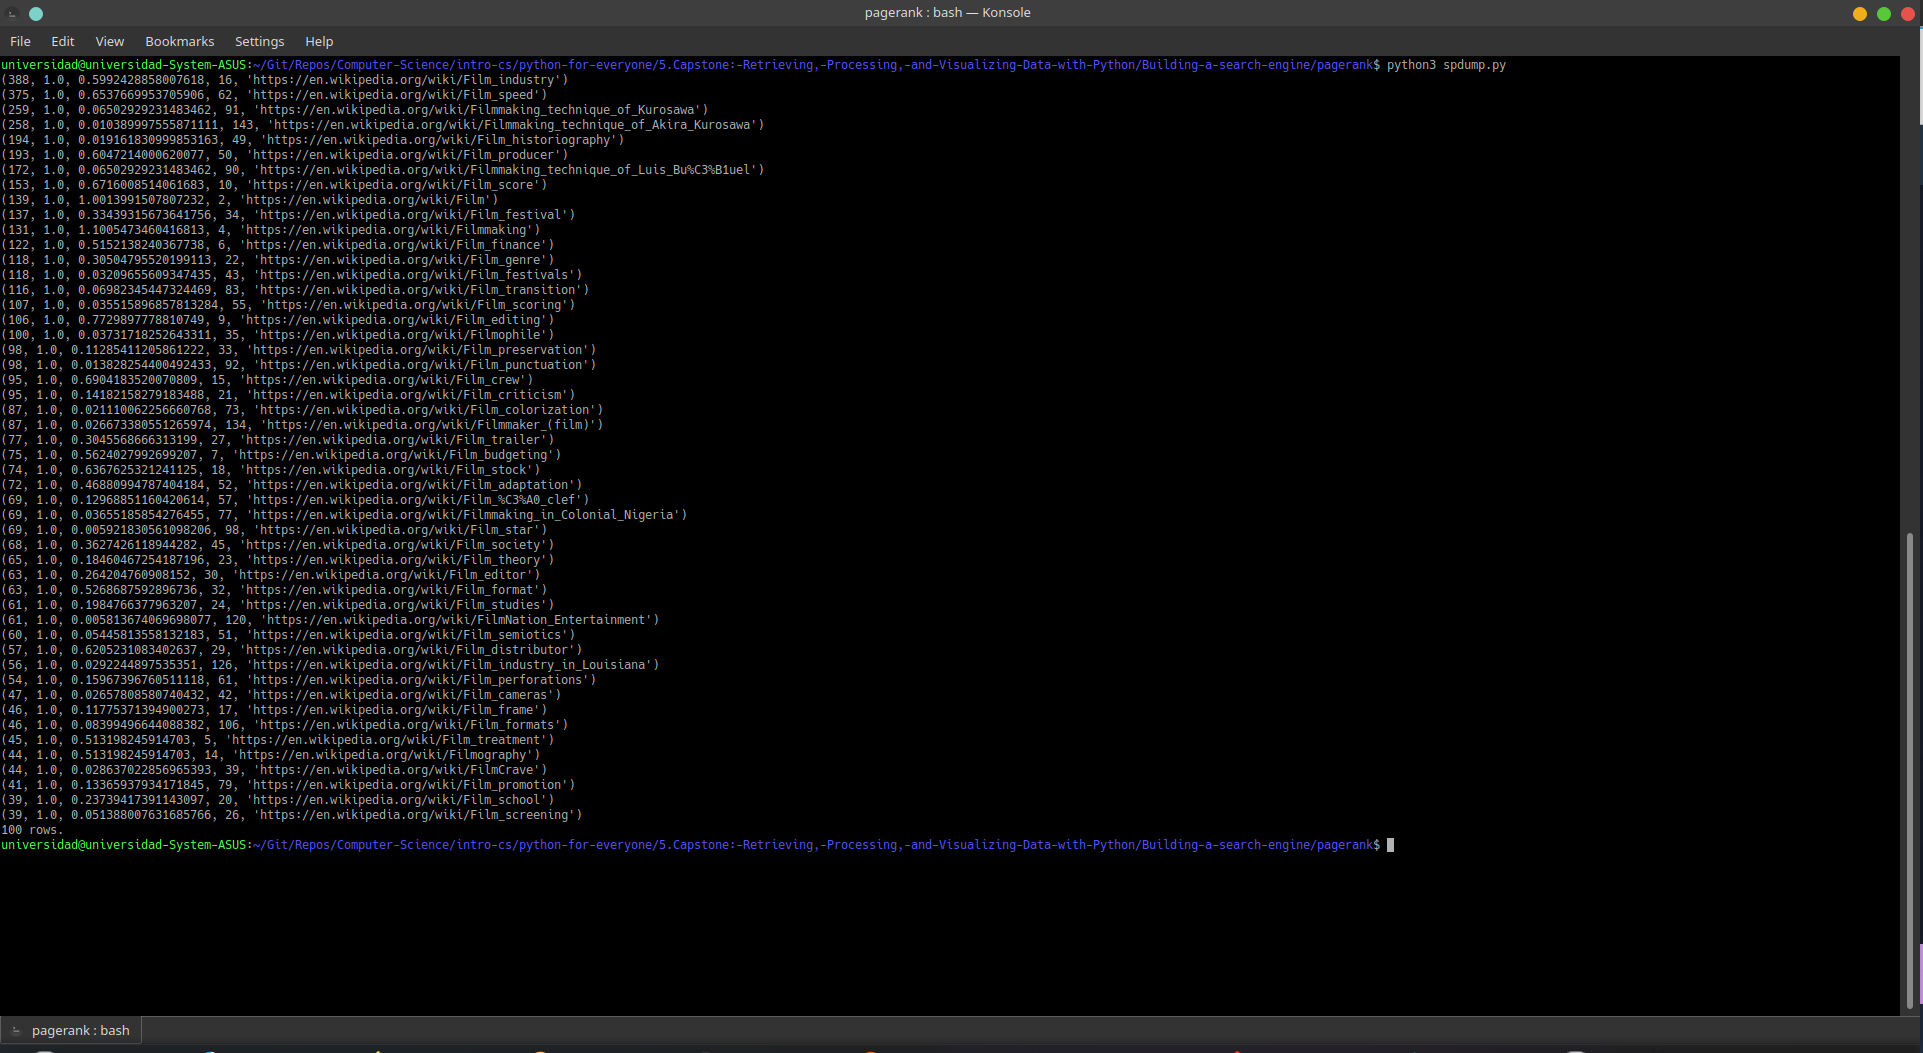 pagerank : bash — Konsole
File Edit View Bookmarks Settings Help
universidad@universidad-System-ASUS:~/Git/Repos/Computer-Science/intro-cs/python-for-everyone/5.Capstone:-Retrieving,-Processing,-and-Visualizing-Data-with-Python/Building-a-search-engine/pagerank$ python3 spdump.py
(388, 1.0, 0.5992428858007618, 16, 'https://en.wikipedia.org/wiki/Film_industry')
(375, 1.0, 0.6537669953705906, 62, 'https://en.wikipedia.org/wiki/Film_speed')
(259, 1.0, 0.06502929231483462, 91, 'https://en.wikipedia.org/wiki/Filmmaking_technique_of_Kurosawa')
(258, 1.0, 0.010389997555871111, 143, 'https://en.wikipedia.org/wiki/Filmmaking_technique_of_Akira_Kurosawa')
(194, 1.0, 0.019161830999853163, 49, 'https://en.wikipedia.org/wiki/Film_historiography')
(193, 1.0, 0.6047214000620077, 50, 'https://en.wikipedia.org/wiki/Film_producer')
(172, 1.0, 0.06502929231483462, 90, 'https://en.wikipedia.org/wiki/Filmmaking_technique_of_Luis_Bu%C3%B1uel')
(153, 1.0, 0.6716008514061683, 10, 'https://en.wikipedia.org/wiki/Film_score')
(139, 1.0, 1.0013991507807232, 2, 'https://en.wikipedia.org/wiki/Film')
(137, 1.0, 0.33439315673641756, 34, 'https://en.wikipedia.org/wiki/Film_festival')
(131, 1.0, 1.1005473460416813, 4, 'https://en.wikipedia.org/wiki/Filmmaking')
(122, 1.0, 0.5152138240367738, 6, 'https://en.wikipedia.org/wiki/Film_finance')
(118, 1.0, 0.30504795520199113, 22, 'https://en.wikipedia.org/wiki/Film_genre')
(118, 1.0, 0.03209655609347435, 43, 'https://en.wikipedia.org/wiki/Film_festivals')
(116, 1.0, 0.06982345447324469, 83, 'https://en.wikipedia.org/wiki/Film_transition')
(107, 1.0, 0.035515896857813284, 55, 'https://en.wikipedia.org/wiki/Film_scoring')
(106, 1.0, 0.7729897778810749, 9, 'https://en.wikipedia.org/wiki/Film_editing')
(100, 1.0, 0.03731718252643311, 35, 'https://en.wikipedia.org/wiki/Filmophile')
(98, 1.0, 0.11285411205861222, 33, 'https://en.wikipedia.org/wiki/Film_preservation')
(98, 1.0, 0.013828254400492433, 92, 'https://en.wikipedia.org/wiki/Film_punctuation')
(95, 1.0, 0.6904183520070809, 15, 'https://en.wikipedia.org/wiki/Film_crew')
(95, 1.0, 0.14182158279183488, 21, 'https://en.wikipedia.org/wiki/Film_criticism')
(87, 1.0, 0.021110062256660768, 73, 'https://en.wikipedia.org/wiki/Film_colorization')
(87, 1.0, 0.026673380551265974, 134, 'https://en.wikipedia.org/wiki/Filmmaker_(film)')
(77, 1.0, 0.3045568666313199, 27, 'https://en.wikipedia.org/wiki/Film_trailer')
(75, 1.0, 0.5624027992699207, 7, 'https://en.wikipedia.org/wiki/Film_budgeting')
(74, 1.0, 0.6367625321241125, 18, 'https://en.wikipedia.org/wiki/Film_stock')
(72, 1.0, 0.46880994787404184, 52, 'https://en.wikipedia.org/wiki/Film_adaptation')
(69, 1.0, 0.12968851160420614, 57, 'https://en.wikipedia.org/wiki/Film_%C3%A0_clef')
(69, 1.0, 0.03655185854276455, 77, 'https://en.wikipedia.org/wiki/Filmmaking_in_Colonial_Nigeria')
(69, 1.0, 0.005921830561098206, 98, 'https://en.wikipedia.org/wiki/Film_star')
(68, 1.0, 0.3627426118944282, 45, 'https://en.wikipedia.org/wiki/Film_society')
(65, 1.0, 0.18460467254187196, 23, 'https://en.wikipedia.org/wiki/Film_theory')
(63, 1.0, 0.264204760908152, 30, 'https://en.wikipedia.org/wiki/Film_editor')
(63, 1.0, 0.5268687592896736, 32, 'https://en.wikipedia.org/wiki/Film_format')
(61, 1.0, 0.1984766377963207, 24, 'https://en.wikipedia.org/wiki/Film_studies')
(61, 1.0, 0.005813674069698077, 120, 'https://en.wikipedia.org/wiki/FilmNation_Entertainment')
(60, 1.0, 0.05445813558132183, 51, 'https://en.wikipedia.org/wiki/Film_semiotics')
(57, 1.0, 0.6205231083402637, 29, 'https://en.wikipedia.org/wiki/Film_distributor')
(56, 1.0, 0.0292244897535351, 126, 'https://en.wikipedia.org/wiki/Film_industry_in_Louisiana')
(54, 1.0, 0.15967396760511118, 61, 'https://en.wikipedia.org/wiki/Film_perforations')
(47, 1.0, 0.02657808580740432, 42, 'https://en.wikipedia.org/wiki/Film_cameras')
(46, 1.0, 0.11775371394900273, 17, 'https://en.wikipedia.org/wiki/Film_frame')
(46, 1.0, 0.08399496644088382, 106, 'https://en.wikipedia.org/wiki/Film_formats')
(45, 1.0, 0.513198245914703, 5, 'https://en.wikipedia.org/wiki/Film_treatment')
(44, 1.0, 0.513198245914703, 14, 'https://en.wikipedia.org/wiki/Filmography')
(44, 1.0, 0.028637022856965393, 39, 'https://en.wikipedia.org/wiki/FilmCrave')
(41, 1.0, 0.13365937934171845, 79, 'https://en.wikipedia.org/wiki/Film_promotion')
(39, 1.0, 0.23739417391143097, 20, 'https://en.wikipedia.org/wiki/Film_school')
(39, 1.0, 0.051388007631685766, 26, 'https://en.wikipedia.org/wiki/Film_screening')
100 rows.
universidad@universidad-System-ASUS:~/Git/Repos/Computer-Science/intro-cs/python-for-everyone/5.Capstone:-Retrieving,-Processing,-and-Visualizing-Data-with-Python/Building-a-search-engine/pagerank$
pagerank : bash